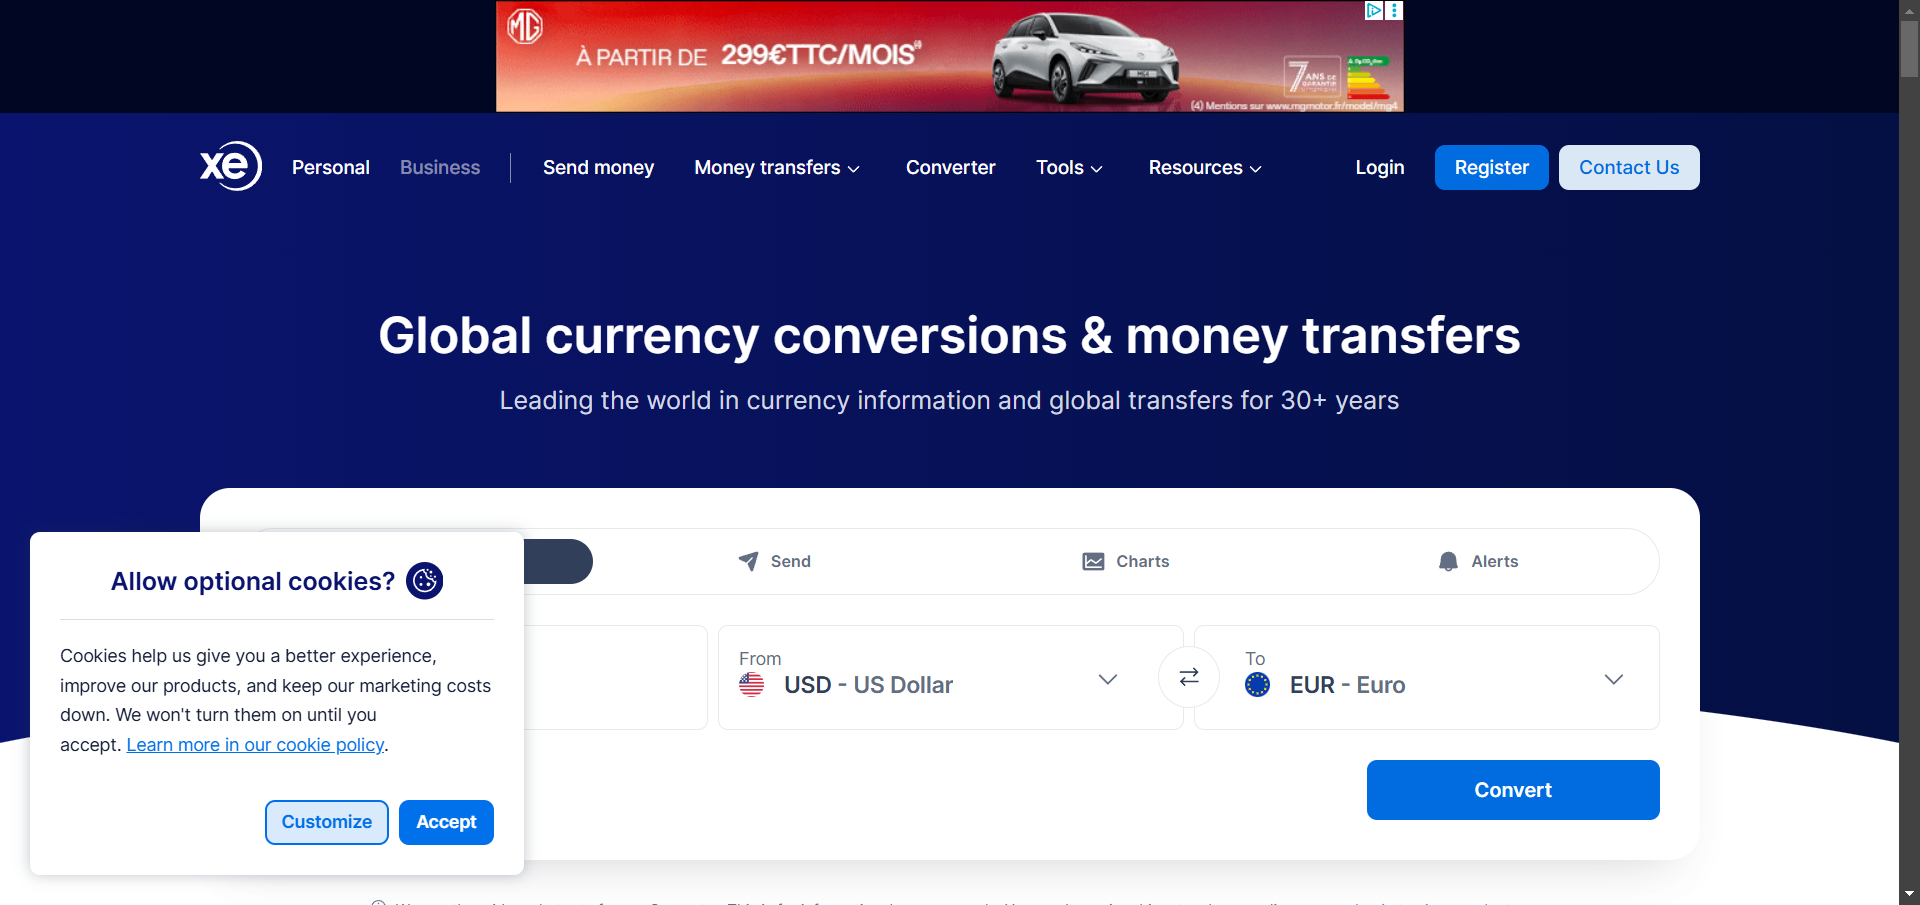 MG
À PARTIR DE 299€TTC/MOIS
7 ANS DE GARANTIE
(4) Mentions sur www.mgmotor.fr/model/mg4
xe Personal Business Send money Money transfers Converter Tools Resources Login Register Contact Us
Global currency conversions & money transfers
Leading the world in currency information and global transfers for 30+ years
Send Charts Alerts
From
USD - US Dollar
To
EUR - Euro
Convert
Allow optional cookies?
Cookies help us give you a better experience,
improve our products, and keep our marketing costs
down. We won't turn them on until you
accept. Learn more in our cookie policy.
Customize Accept